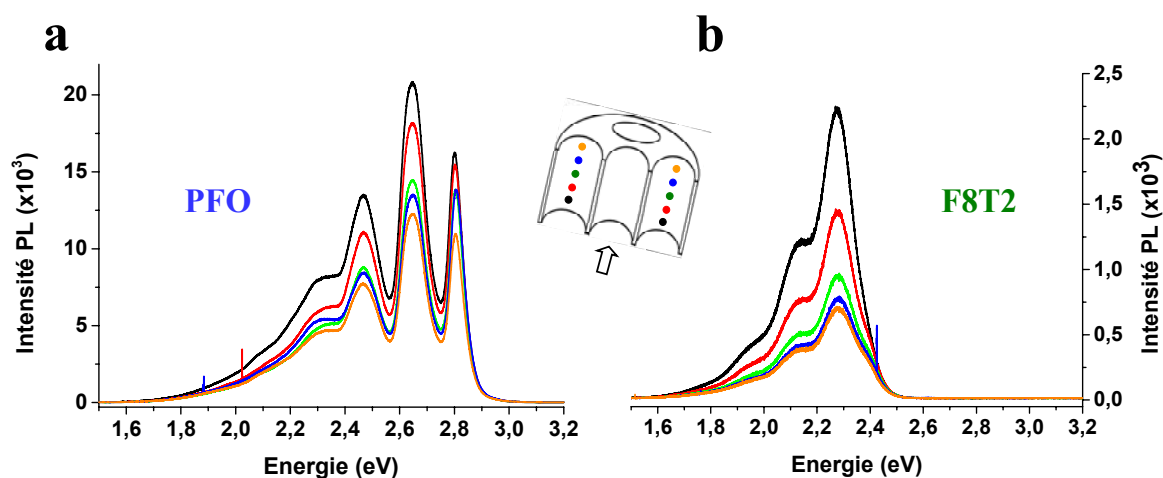 a
20
15
10
5
0
Intensité PL (x10³)
PFO
1,6 1,8 2,0 2,2 2,4 2,6 2,8 3,0 3,2
Energie (eV)
b
2,5
2,0
1,5
1,0
0,5
0,0
Intensité PL (x10³)
F8T2
1,6 1,8 2,0 2,2 2,4 2,6 2,8 3,0 3,2
Energie (eV)